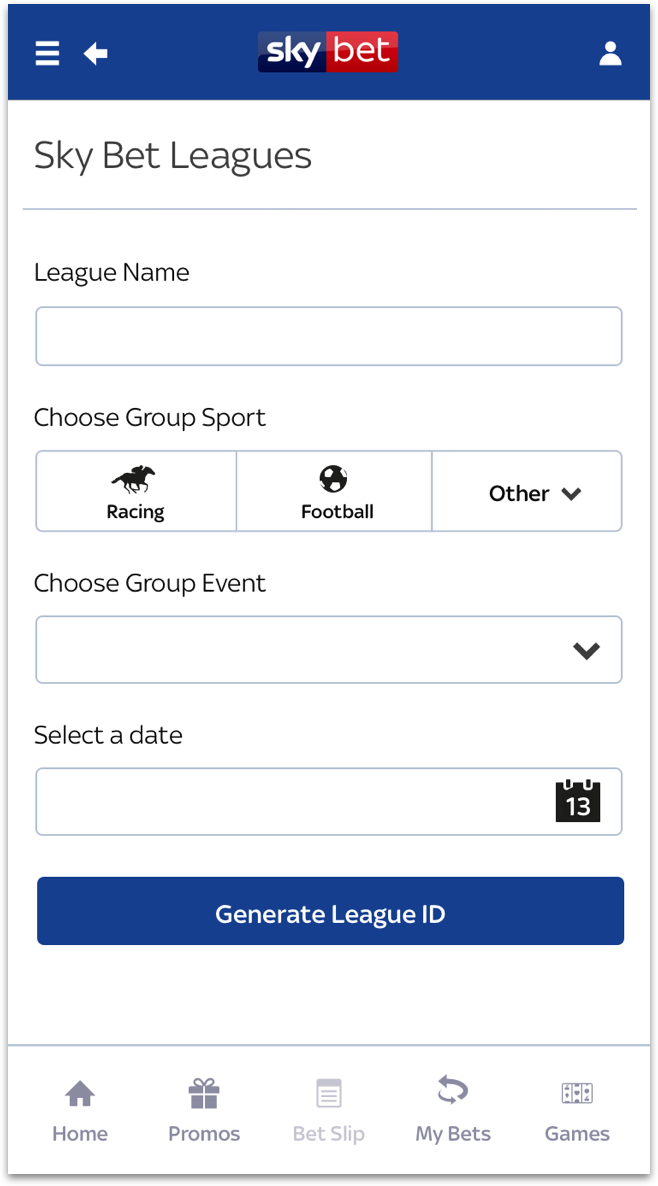 sky bet
Sky Bet Leagues
League Name
Choose Group Sport
Racing Football Other
Choose Group Event
Select a date
13
Generate League ID
Home Promos Bet Slip My Bets Games